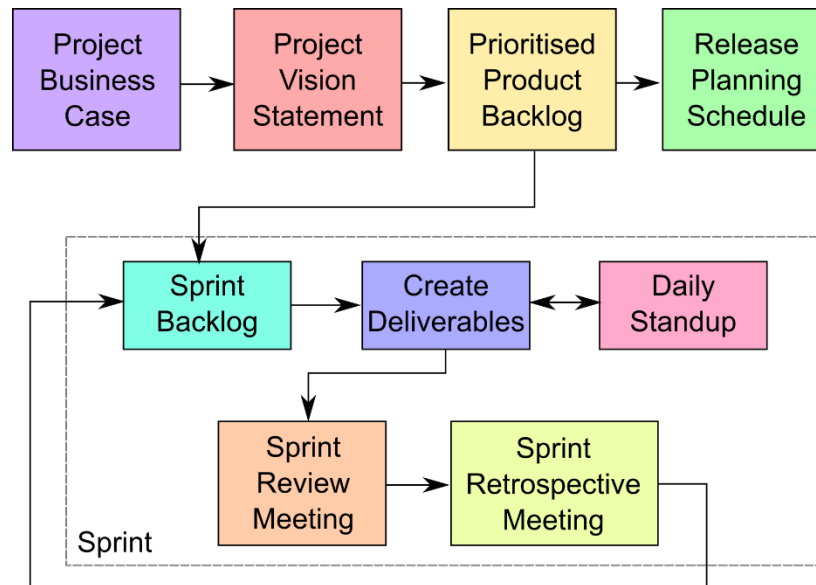 Project
Business
Case
Project
Vision
Statement
Prioritised
Product
Backlog
Release
Planning
Schedule
Sprint
Backlog
Create
Deliverables
Daily
Standup
Sprint
Review
Meeting
Sprint
Retrospective
Meeting
Sprint